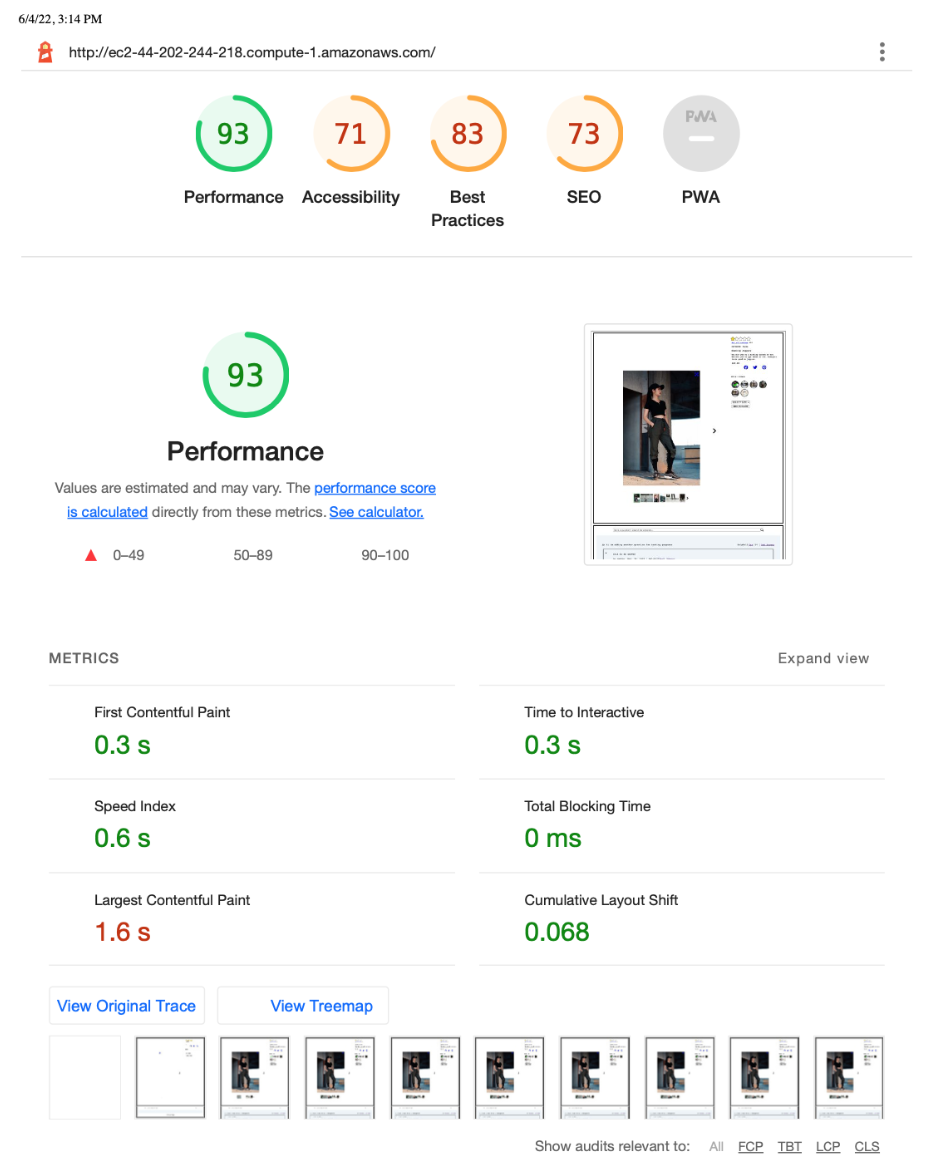 6/4/22, 3:14 PM
http://ec2-44-202-244-218.compute-1.amazonaws.com/
93 71 83 73 PWA
Performance Accessibility Best Practices SEO PWA
93
Performance
Values are estimated and may vary. The performance score
is calculated directly from these metrics. See calculator.
0–49 50–89 90–100
METRICS Expand view
First Contentful Paint Time to Interactive
0.3 s 0.3 s
Speed Index Total Blocking Time
0.6 s 0 ms
Largest Contentful Paint Cumulative Layout Shift
1.6 s 0.068
View Original Trace View Treemap
Show audits relevant to: All FCP TBT LCP CLS